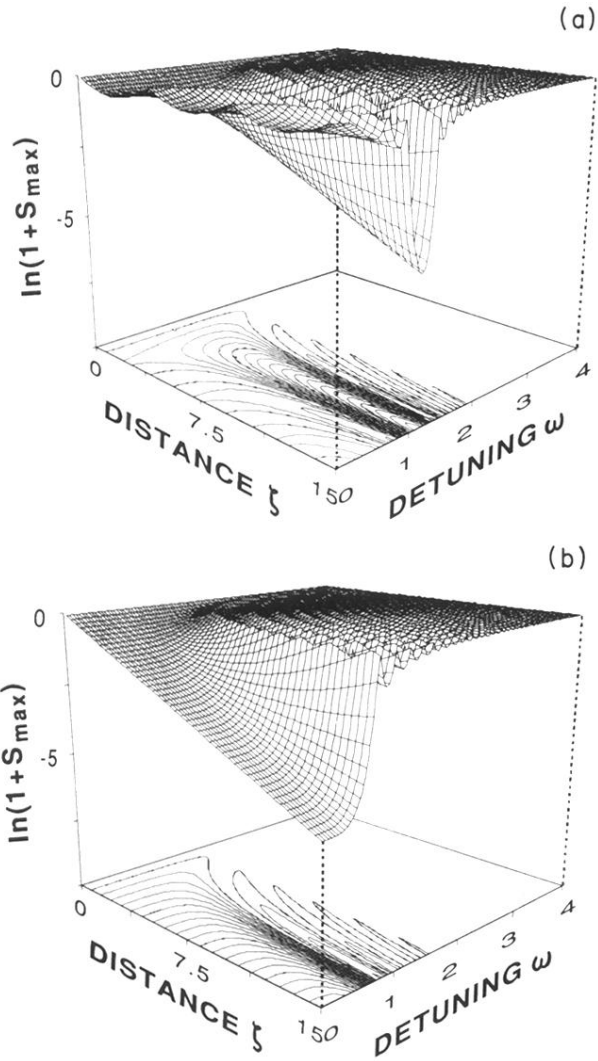 (a)
0
-5
ln(1+Smax)
0
7.5
150
1
2
3
4
DISTANCE ζ
DETUNING ω
(b)
0
-5
ln(1+Smax)
0
7.5
150
1
2
3
4
DISTANCE ζ
DETUNING ω